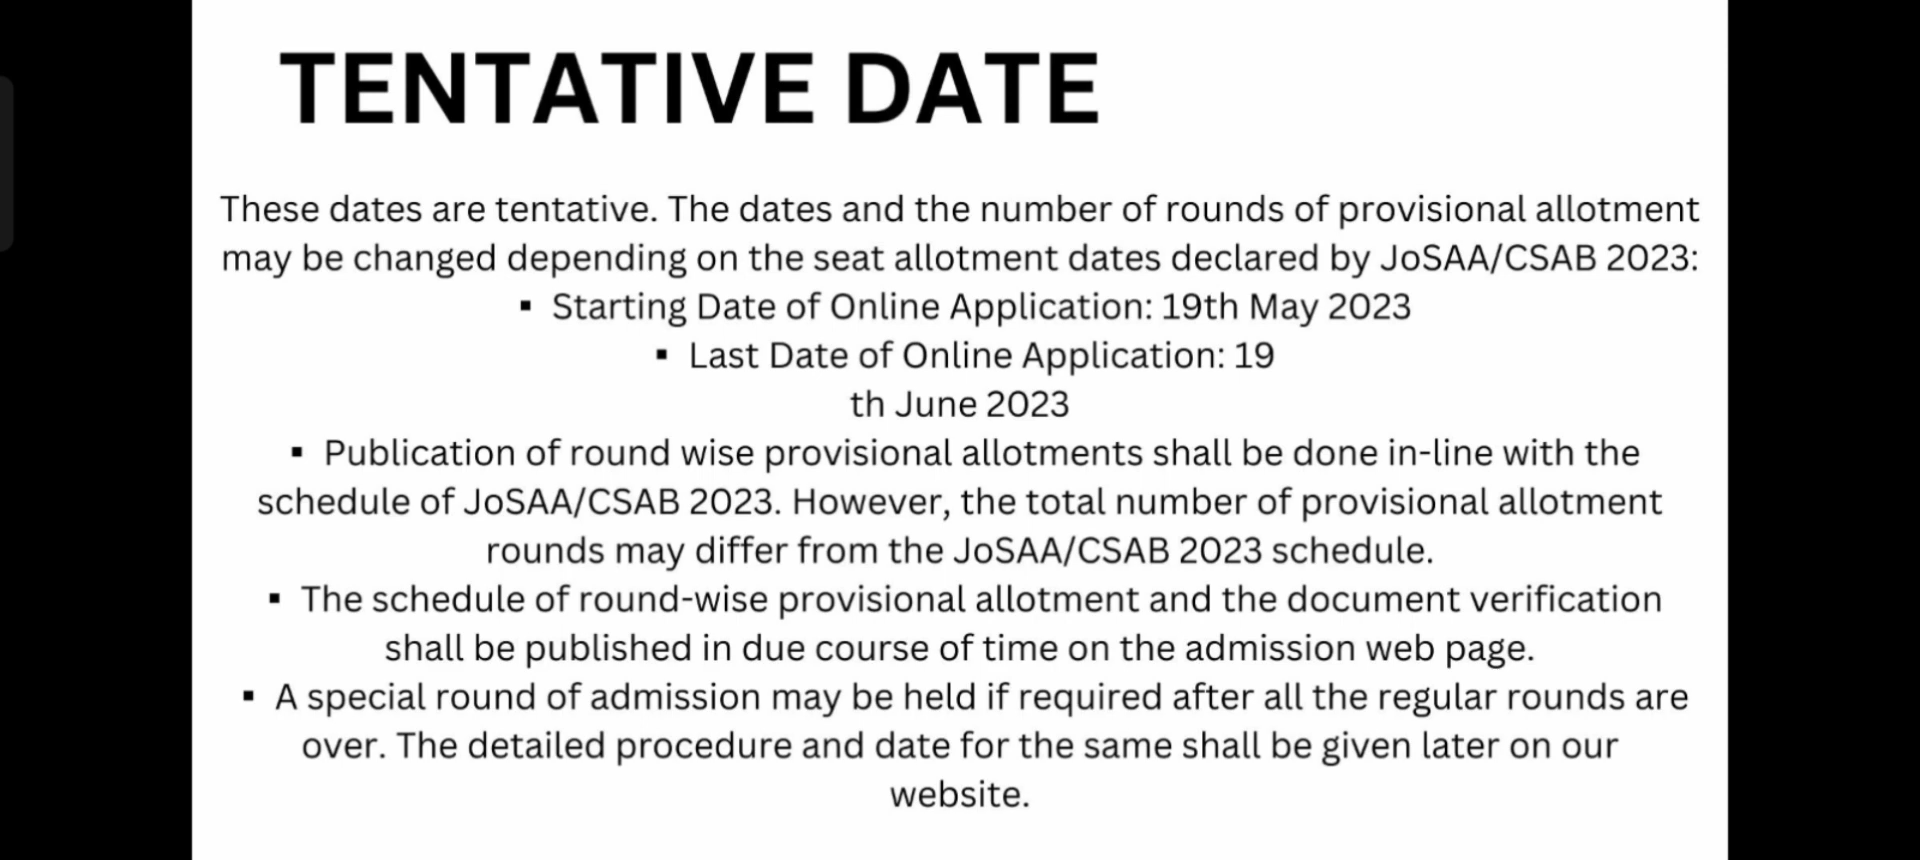 TENTATIVE DATE
These dates are tentative. The dates and the number of rounds of provisional allotment
may be changed depending on the seat allotment dates declared by JoSAA/CSAB 2023:
▪ Starting Date of Online Application: 19th May 2023
▪ Last Date of Online Application: 19
th June 2023
▪ Publication of round wise provisional allotments shall be done in-line with the
schedule of JoSAA/CSAB 2023. However, the total number of provisional allotment
rounds may differ from the JoSAA/CSAB 2023 schedule.
▪ The schedule of round-wise provisional allotment and the document verification
shall be published in due course of time on the admission web page.
▪ A special round of admission may be held if required after all the regular rounds are
over. The detailed procedure and date for the same shall be given later on our
website.